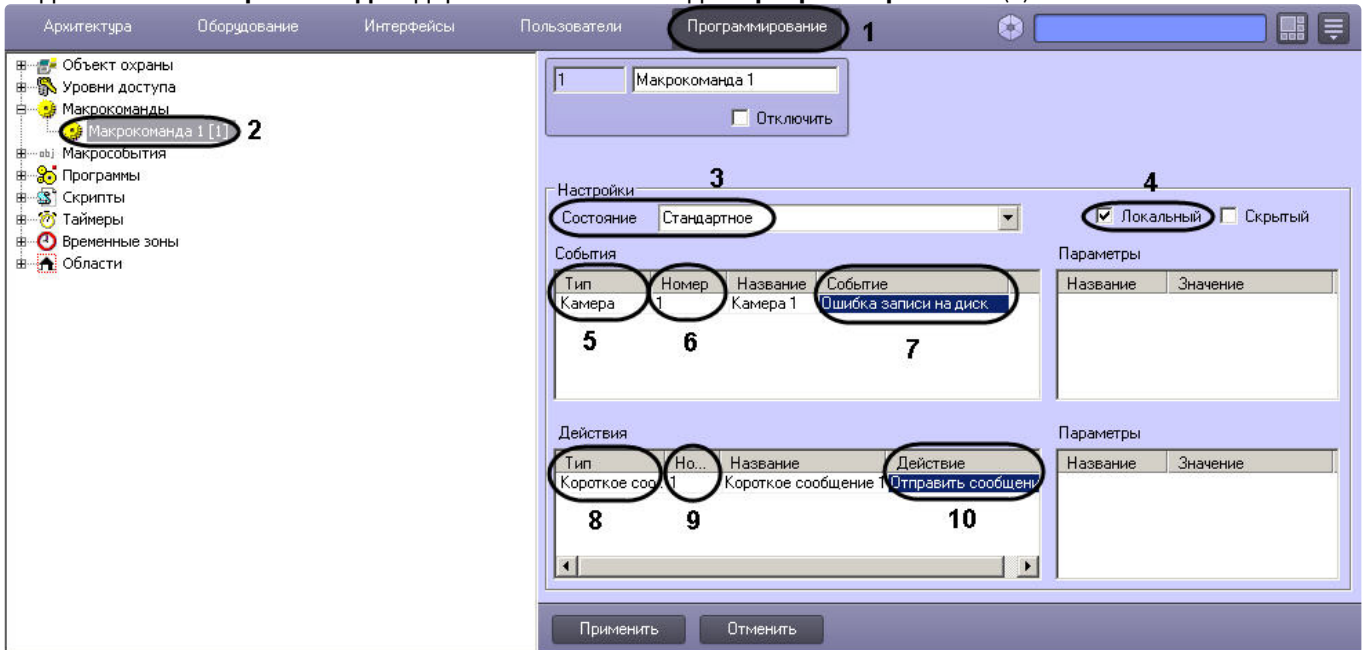 Архитектура Оборудование Интерфейсы Пользователи Программирование 1
Объект охраны
Уровни доступа
Макрокоманды
Макрокоманда 1 [1] 2
obj Макрособытия
Программы
Скрипты
Таймеры
Временные зоны
Области
1 Макрокоманда 1
Отключить
3 4
Настройки
Состояние Стандартное Локальный Скрытый
События Параметры
Тип Номер Название Событие Название Значение
Камера 1 Камера 1 Ошибка записи на диск
5 6 7
Действия Параметры
Тип Но... Название Действие Название Значение
Короткое соо... 1 Короткое сообщение 1 Отправить сообщени
8 9 10
Применить Отменить